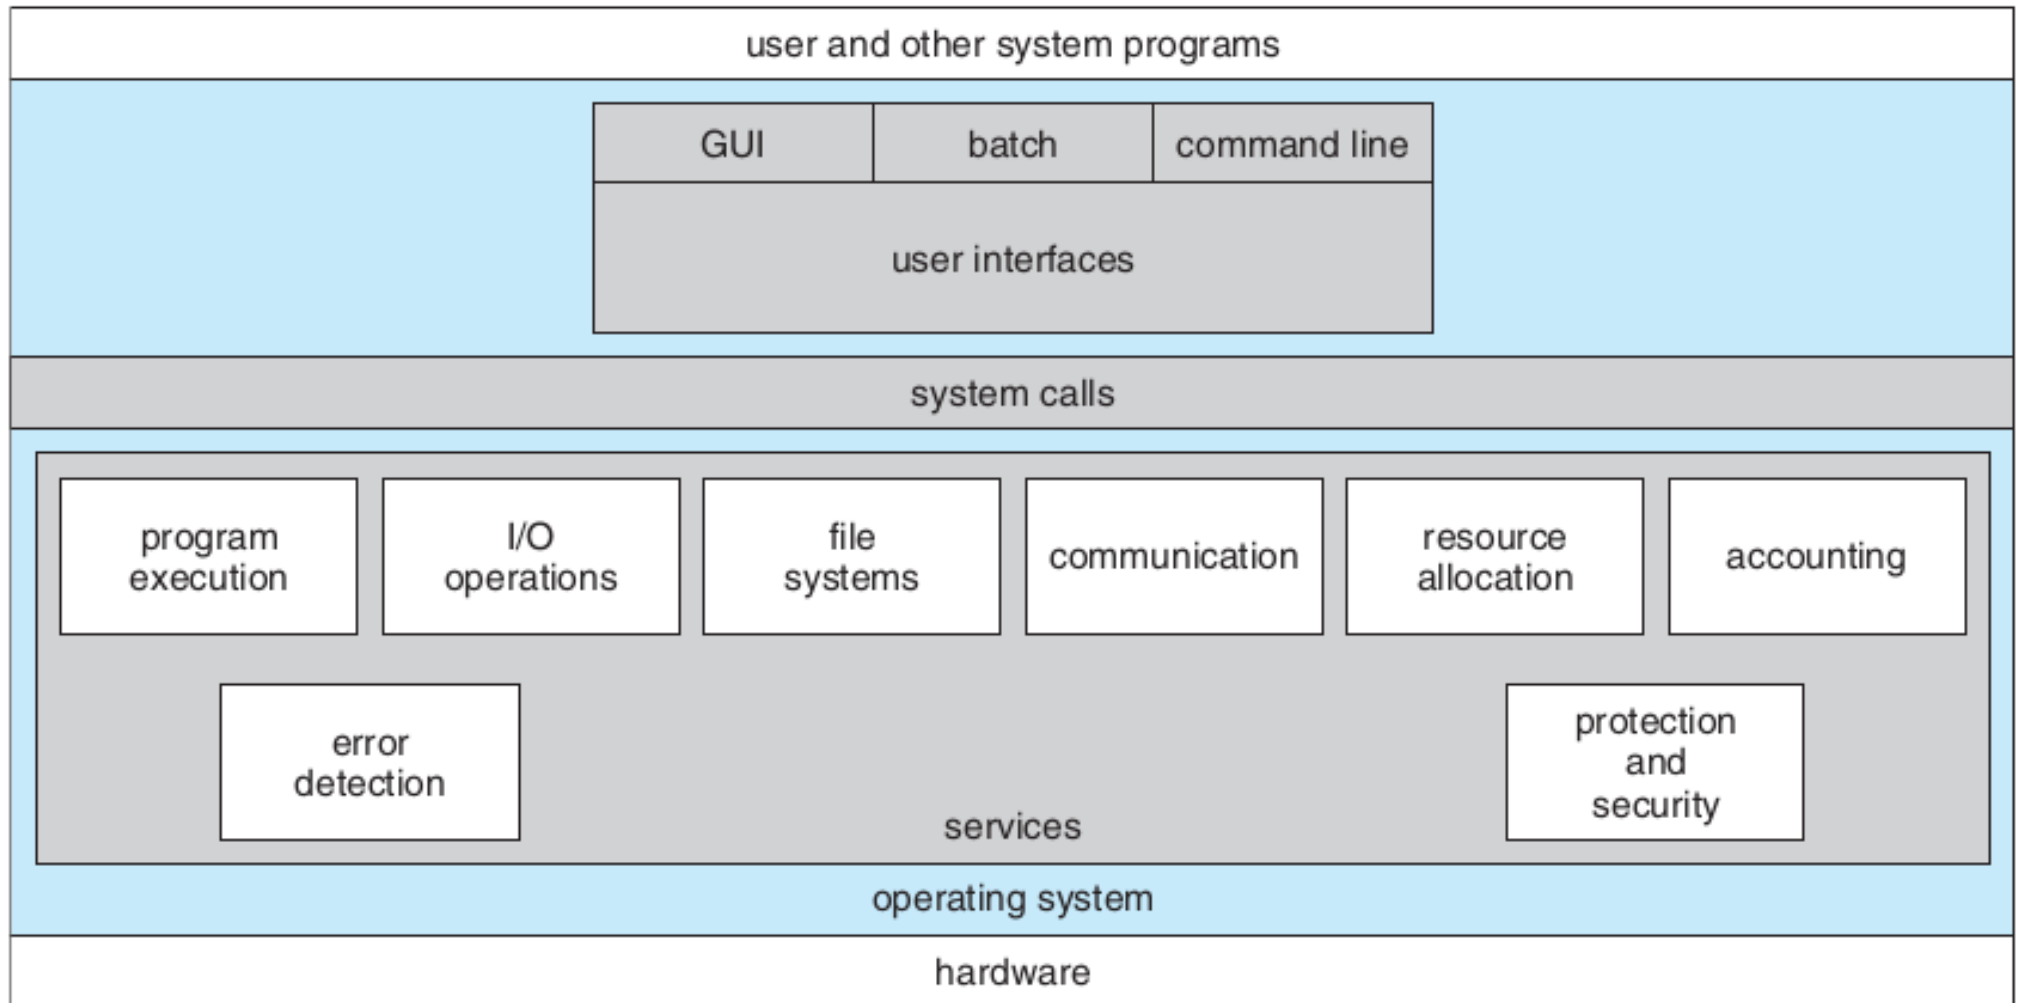 user and other system programs
GUI
batch
command line
user interfaces
system calls
program
execution
I/O
operations
file
systems
communication
resource
allocation
accounting
error
detection
protection
and
security
services
operating system
hardware